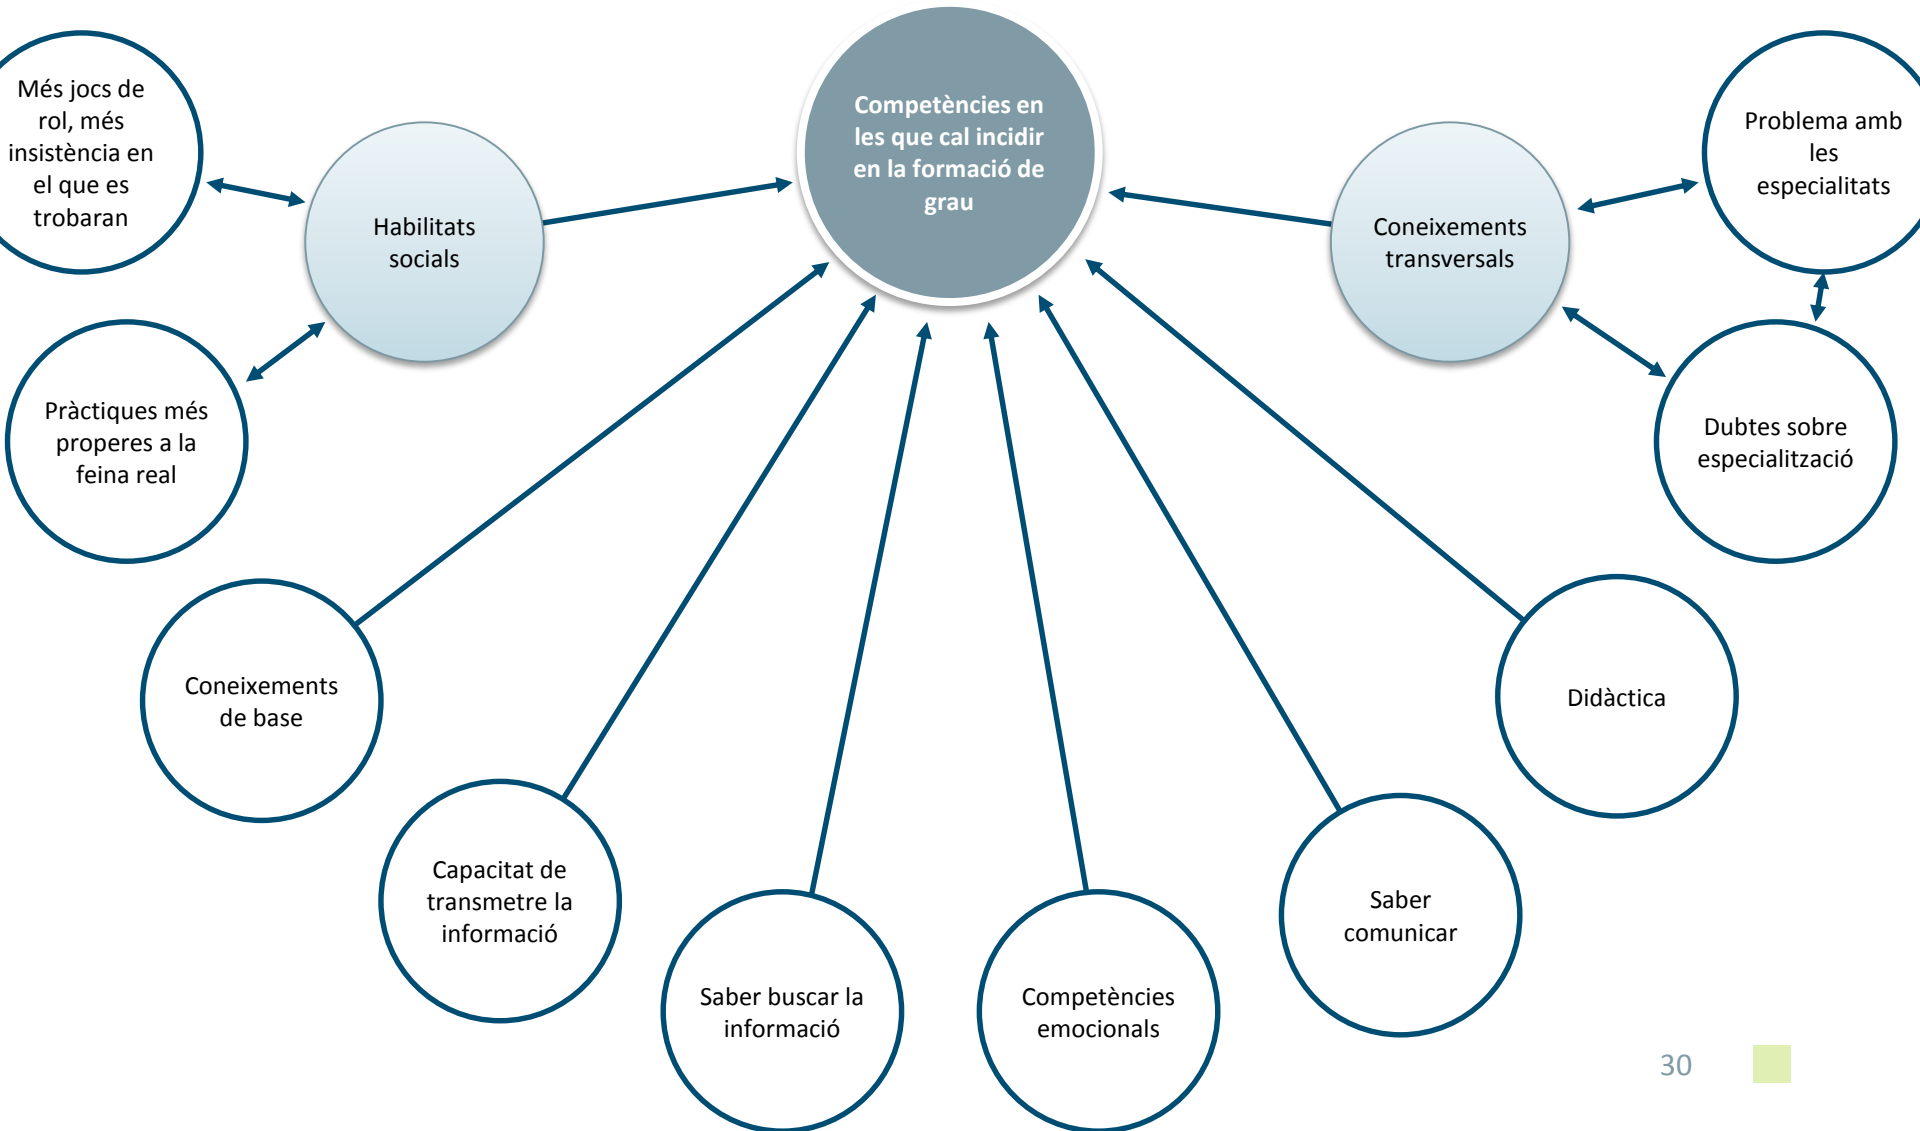 Més jocs de
rol, més
insistència en
el que es
trobaran
Habilitats
socials
Competències en
les que cal incidir
en la formació de
grau
Coneixements
transversals
Problema amb
les
especialitats
Pràctiques més
properes a la
feina real
Dubtes sobre
especialització
Coneixements
de base
Didàctica
Capacitat de
transmetre la
informació
Saber
comunicar
Saber buscar la
informació
Competències
emocionals
30